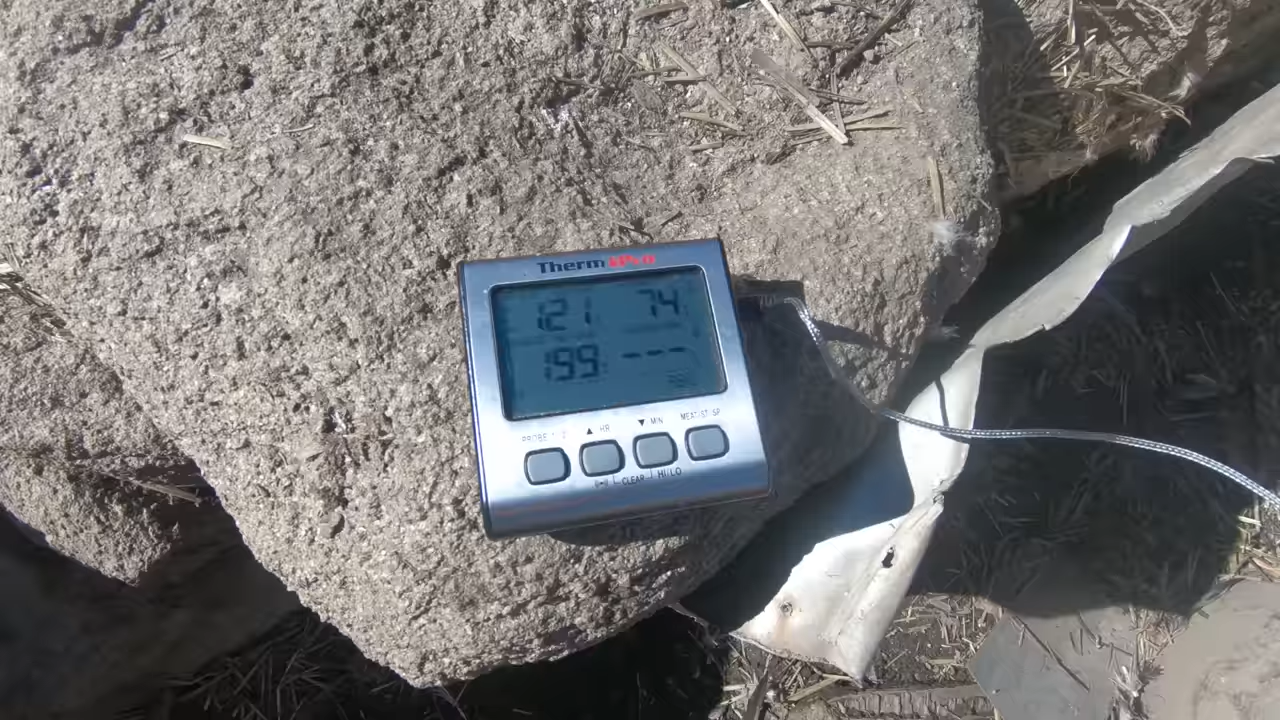 ThermoPro
121 74
199 ---
PROBE 1/2 ▲ HR ▼ MIN MEAT/ST/SP
CLEAR HI/LO